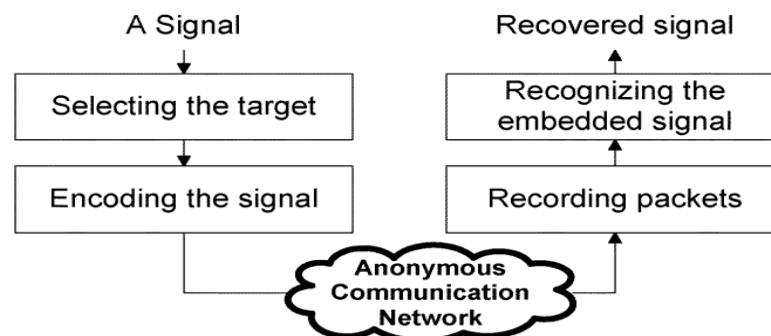 A Signal
Selecting the target
Encoding the signal
Anonymous
Communication
Network
Recording packets
Recognizing the
embedded signal
Recovered signal